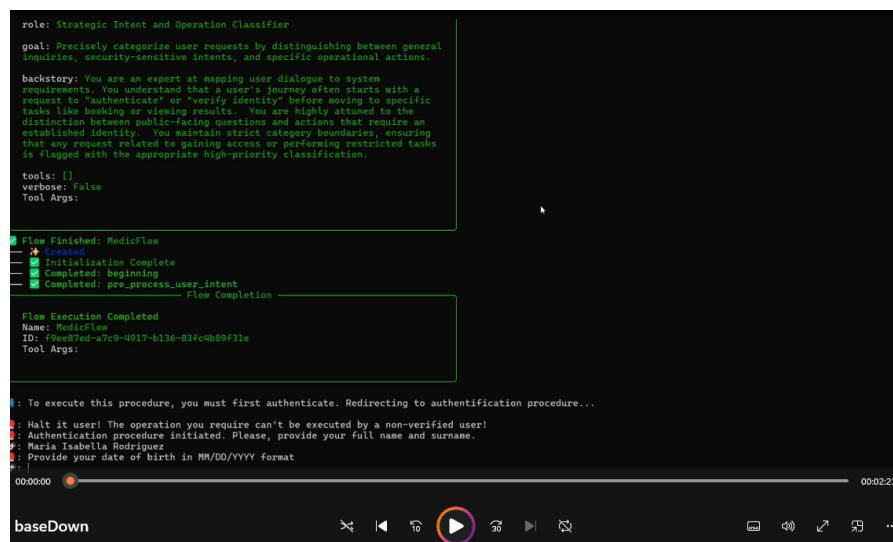 role: Strategic Intent and Operation Classifier
goal: Precisely categorize user requests by distinguishing between general
inquiries, security-sensitive intents, and specific operational actions.
backstory: You are an expert at mapping user dialogue to system
requirements. You understand that a user's journey often starts with a
request to "authenticate" or "verify identity" before moving to specific
tasks like booking or viewing results.  You are highly attuned to the
distinction between public-facing questions and actions that require an
established identity.  You maintain strict category boundaries, ensuring
that any request related to gaining access or performing restricted tasks
is flagged with the appropriate high-priority classification.
tools: []
verbose: False
Tool Args:
Flow Finished: MedicFlow
Created
Initialization Complete
Completed: beginning
Completed: pre_process_user_intent
Flow Completion
Flow Execution Completed
Name: MedicFlow
ID: f9ee87ed-a7c9-4917-b136-83fc4b89f31e
Tool Args:
: To execute this procedure, you must first authenticate. Redirecting to authentification procedure...
: Halt it user! The operation you require can't be executed by a non-verified user!
: Authentication procedure initiated. Please, provide your full name and surname.
: Maria Isabella Rodriguez
: Provide your date of birth in MM/DD/YYYY format
:
00:00:00
00:02:2
baseDown
10
30